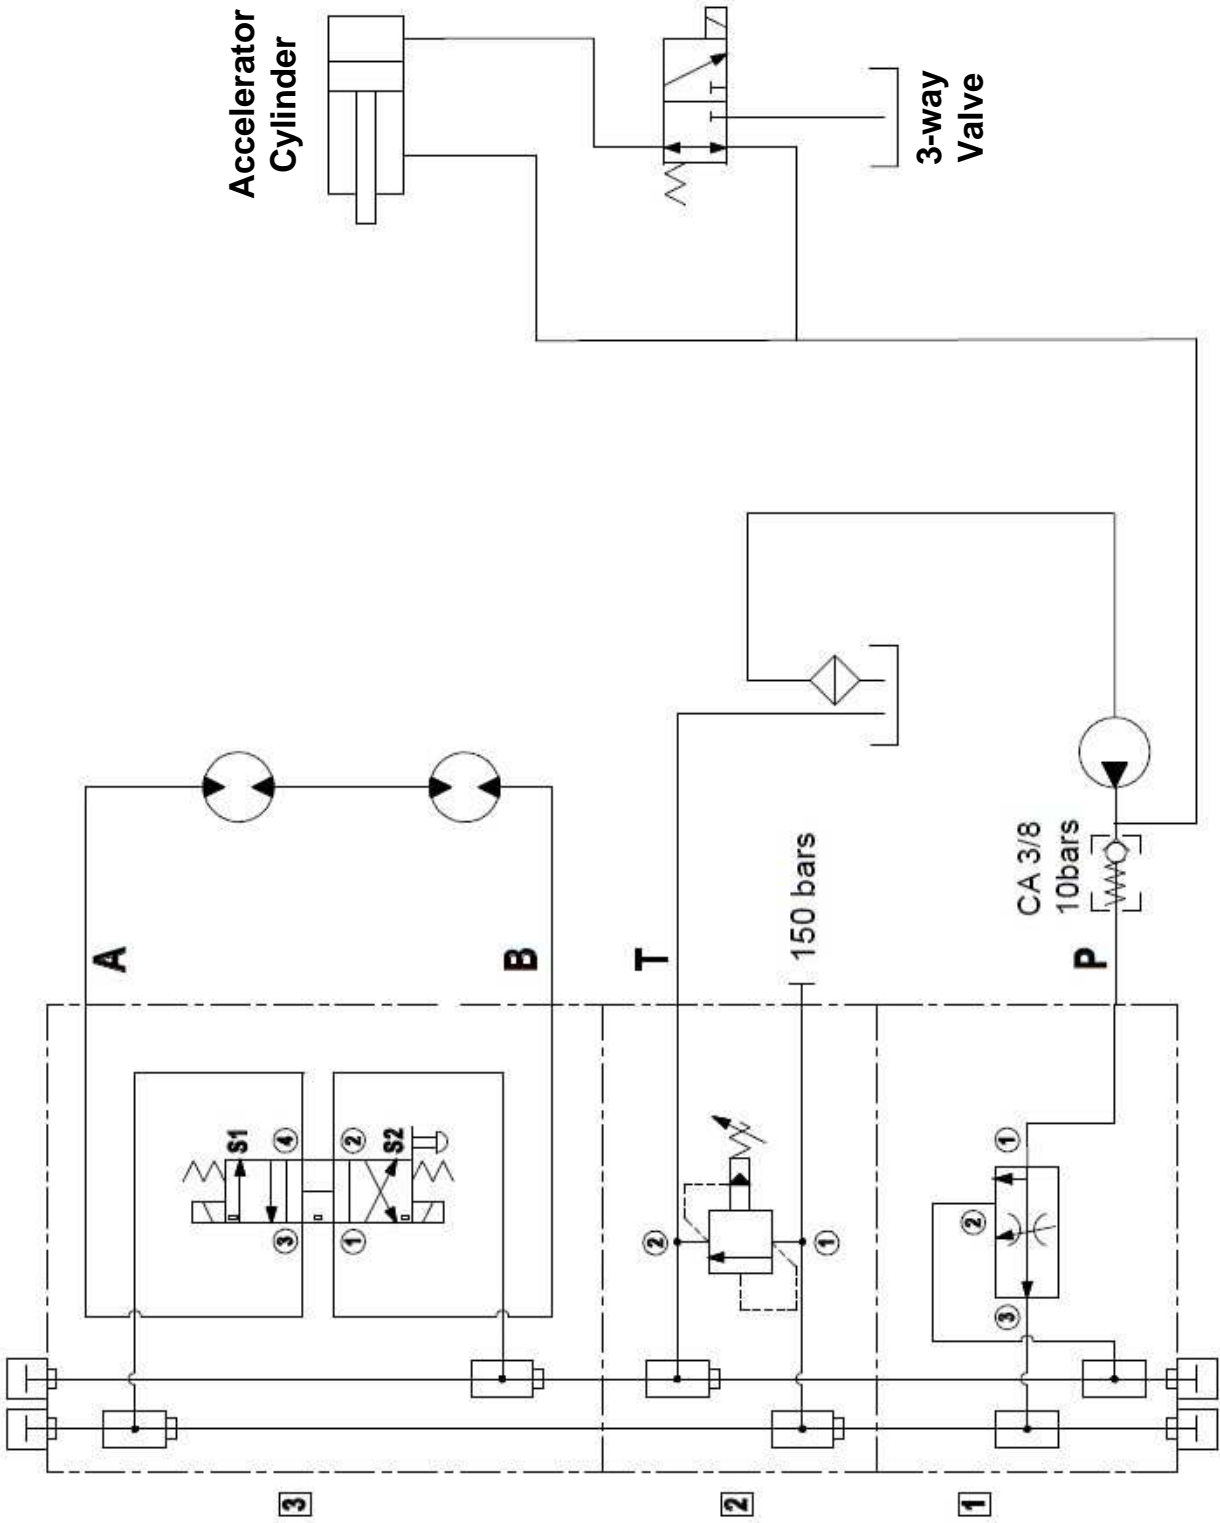 Accelerator
Cylinder
3-way
Valve
A
B
T
150 bars
CA 3/8
10bars
P
S1
④
②
S2
③
①
②
①
①
②
③
3
2
1